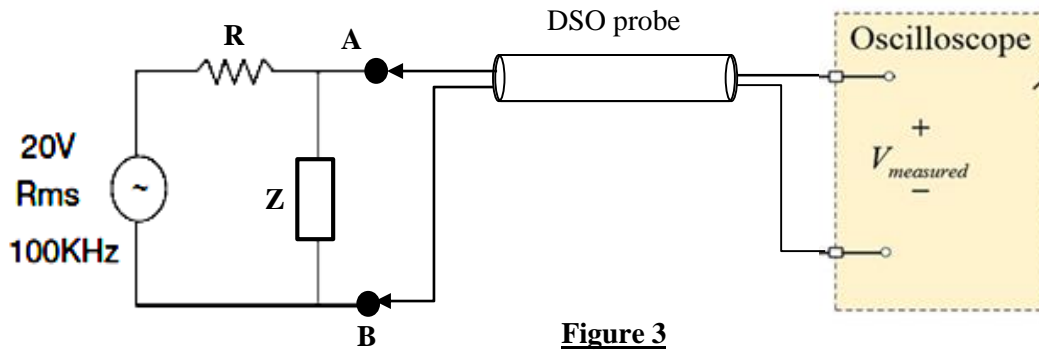 DSO probe
R
A
Oscilloscope
20V
Rms
100KHz
~
Z
+
V measured
−
B
Figure 3